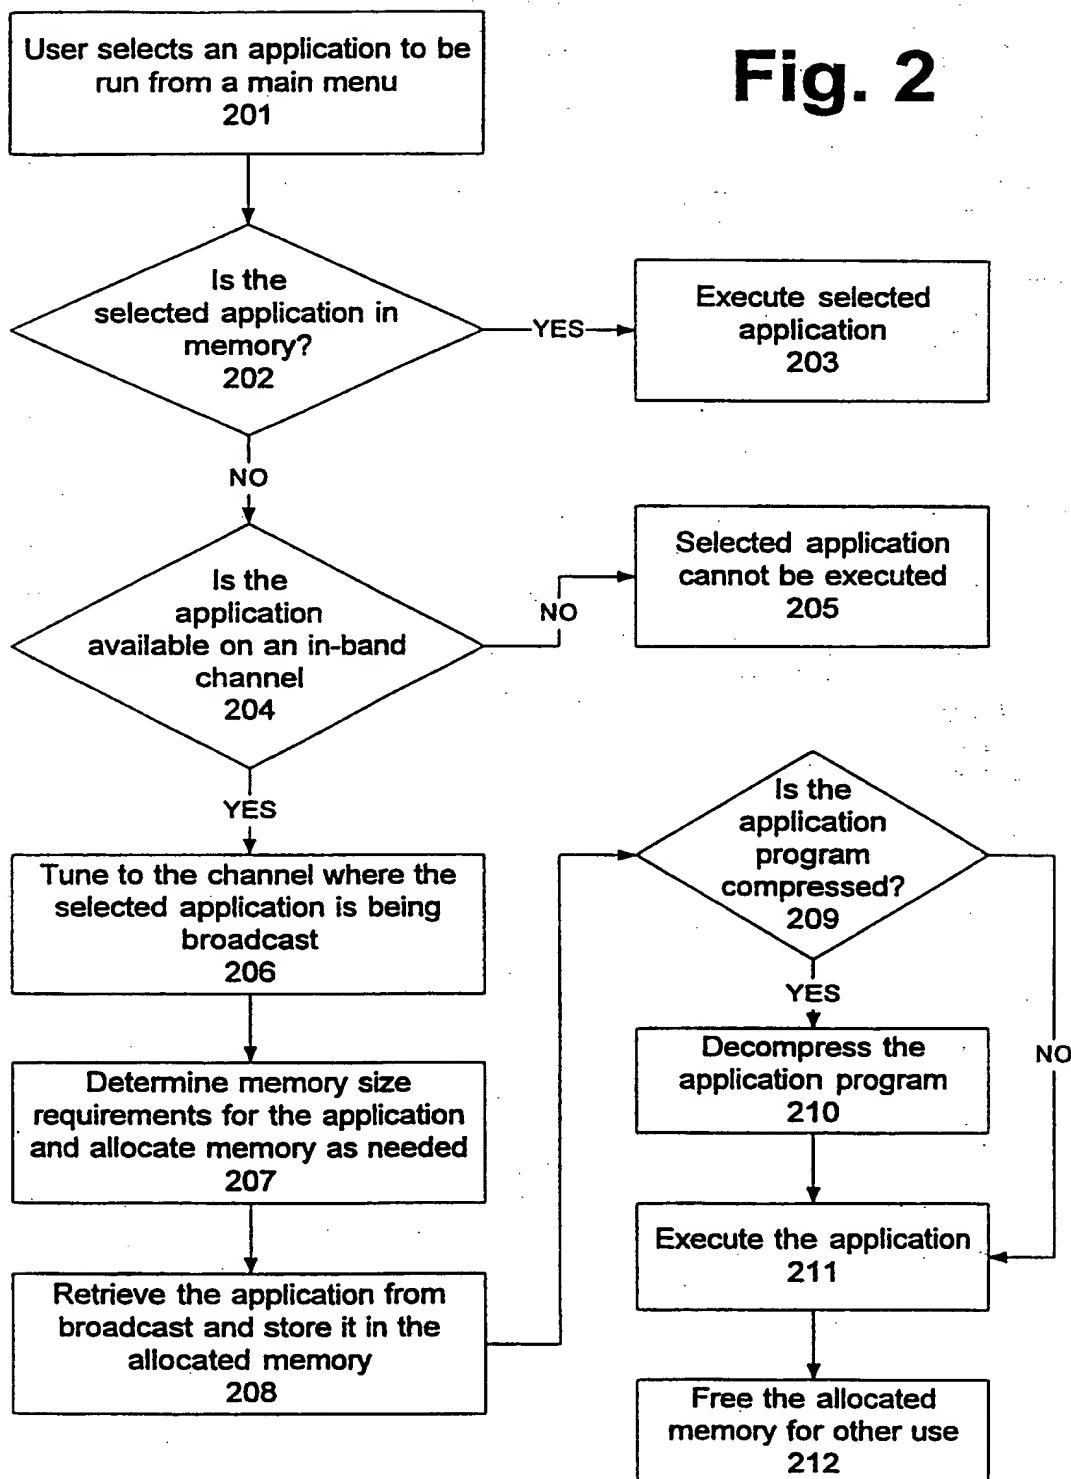 Fig. 2
User selects an application to be
run from a main menu
201
Is the
selected application in
memory?
202
YES
Execute selected
application
203
NO
Is the
application
available on an in-band
channel
204
NO
Selected application
cannot be executed
205
YES
Tune to the channel where the
selected application is being
broadcast
206
Determine memory size
requirements for the application
and allocate memory as needed
207
Retrieve the application from
broadcast and store it in the
allocated memory
208
Is the
application
program
compressed?
209
YES
NO
Decompress the
application program
210
Execute the application
211
Free the allocated
memory for other use
212